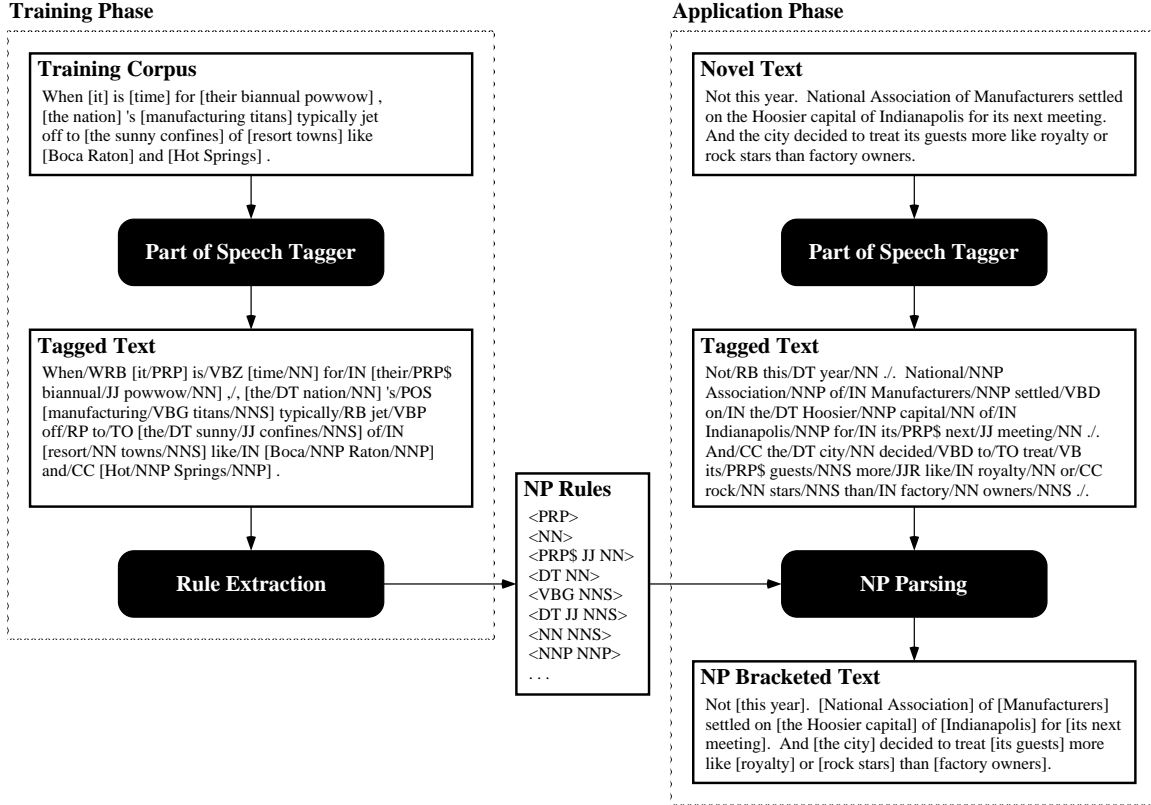 Training Phase
Training Corpus
When [it] is [time] for [their biannual powwow] ,
[the nation] 's [manufacturing titans] typically jet
off to [the sunny confines] of [resort towns] like
[Boca Raton] and [Hot Springs] .
Part of Speech Tagger
Tagged Text
When/WRB [it/PRP] is/VBZ [time/NN] for/IN [their/PRP$
biannual/JJ powwow/NN] ,/, [the/DT nation/NN] 's/POS
[manufacturing/VBG titans/NNS] typically/RB jet/VBP
off/RP to/TO [the/DT sunny/JJ confines/NNS] of/IN
[resort/NN towns/NNS] like/IN [Boca/NNP Raton/NNP]
and/CC [Hot/NNP Springs/NNP] .
Rule Extraction
NP Rules
<PRP>
<NN>
<PRP$ JJ NN>
<DT NN>
<VBG NNS>
<DT JJ NNS>
<NN NNS>
<NNP NNP>
. . .
Application Phase
Novel Text
Not this year. National Association of Manufacturers settled
on the Hoosier capital of Indianapolis for its next meeting.
And the city decided to treat its guests more like royalty or
rock stars than factory owners.
Part of Speech Tagger
Tagged Text
Not/RB this/DT year/NN ./. National/NNP
Association/NNP of/IN Manufacturers/NNP settled/VBD
on/IN the/DT Hoosier/NNP capital/NN of/IN
Indianapolis/NNP for/IN its/PRP$ next/JJ meeting/NN ./.
And/CC the/DT city/NN decided/VBD to/TO treat/VB
its/PRP$ guests/NNS more/JJR like/IN royalty/NN or/CC
rock/NN stars/NNS than/IN factory/NN owners/NNS ./.
NP Parsing
NP Bracketed Text
Not [this year]. [National Association] of [Manufacturers]
settled on [the Hoosier capital] of [Indianapolis] for [its next
meeting]. And [the city] decided to treat [its guests] more
like [royalty] or [rock stars] than [factory owners].